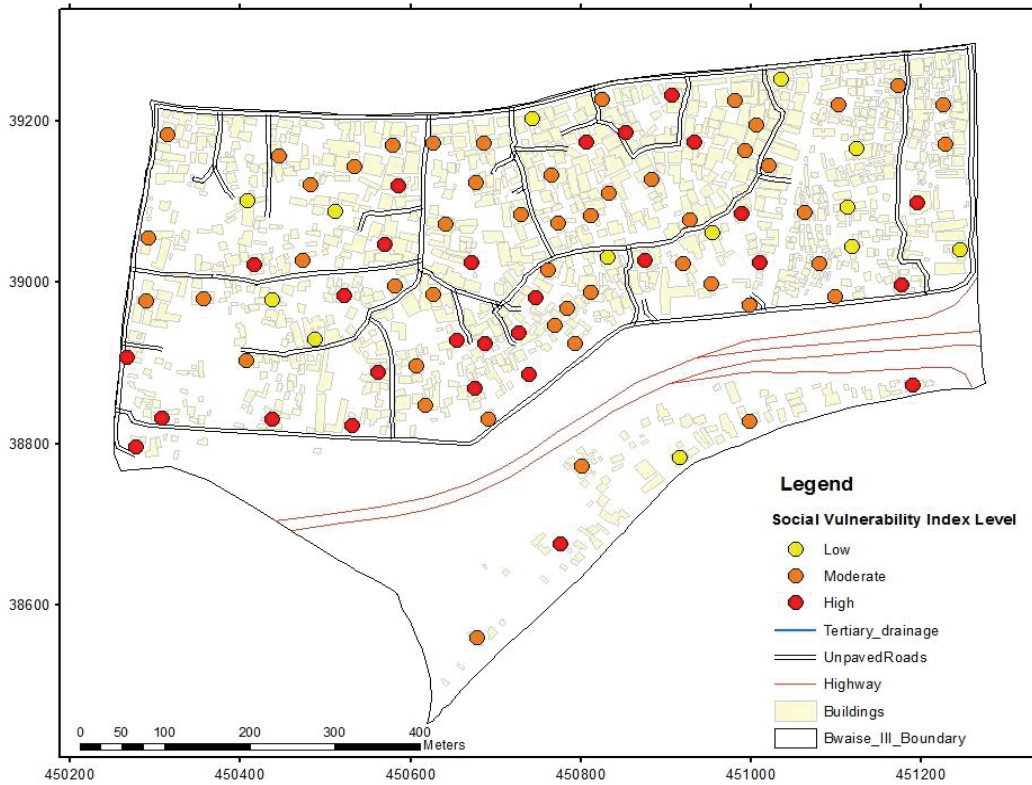 39200
39000
38800
38600
Legend
Social Vulnerability Index Level
Low
Moderate
High
Tertiary_drainage
UnpavedRoads
Highway
Buildings
Bwaise_III_Boundary
0 50 100 200 300 400
Meters
450200 450400 450600 450800 451000 451200